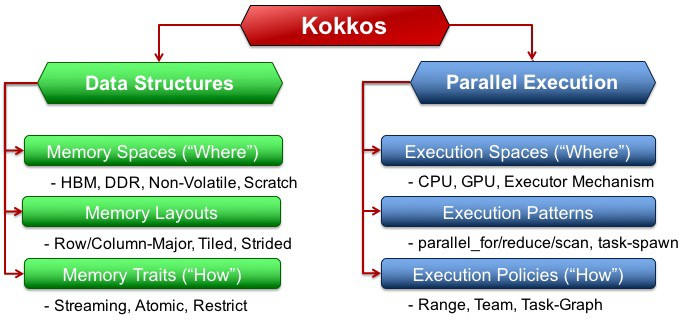 Kokkos
Data Structures
Memory Spaces (“Where”)
- HBM, DDR, Non-Volatile, Scratch
Memory Layouts
- Row/Column-Major, Tiled, Strided
Memory Traits (“How”)
- Streaming, Atomic, Restrict
Parallel Execution
Execution Spaces (“Where”)
- CPU, GPU, Executor Mechanism
Execution Patterns
- parallel_for/reduce/scan, task-spawn
Execution Policies (“How”)
- Range, Team, Task-Graph